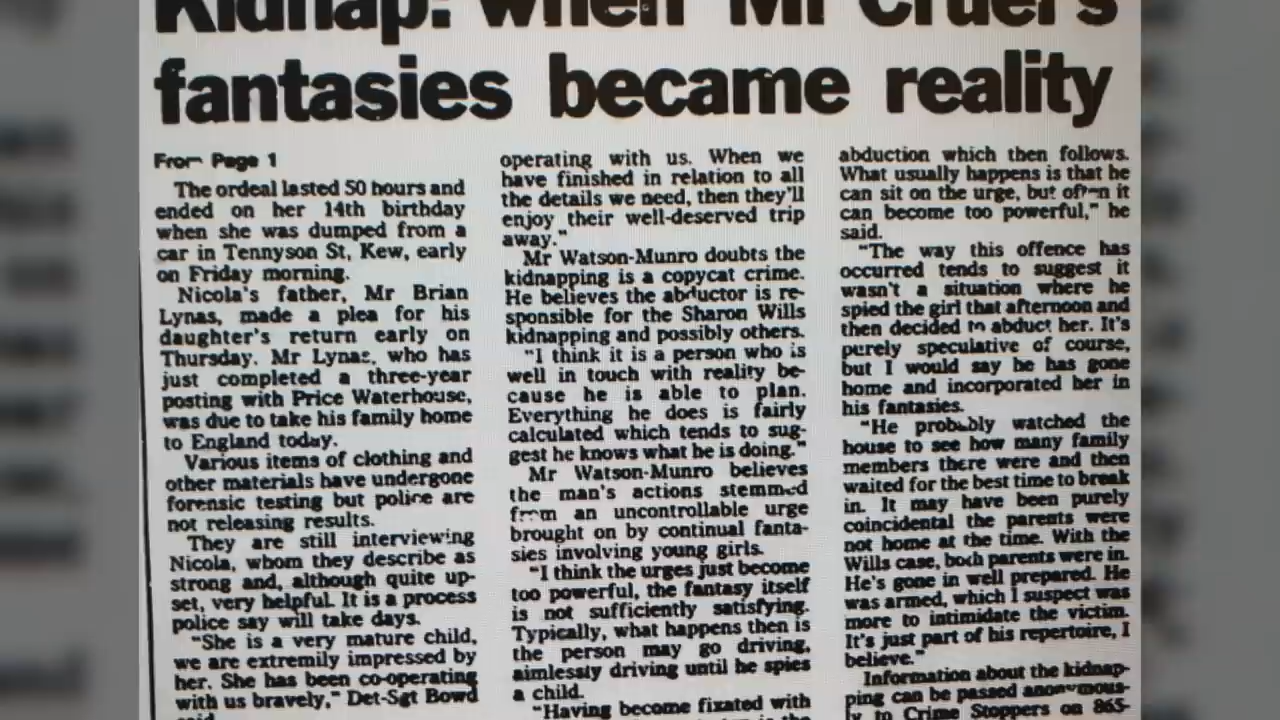 Kidnap: when 'Mr Cruel's
fantasies became reality
From Page 1
The ordeal lasted 50 hours and
ended on her 14th birthday
when she was dumped from a
car in Tennyson St, Kew, early
on Friday morning.
Nicola's father, Mr Brian
Lynas, made a plea for his
daughter's return early on
Thursday. Mr Lynas, who has
just completed a three-year
posting with Price Waterhouse,
was due to take his family home
to England today.
Various items of clothing and
other materials have undergone
forensic testing but police are
not releasing results.
They are still interviewing
Nicola, whom they describe as
strong and, although quite up-
set, very helpful. It is a process
police say will take days.
"She is a very mature child,
we are extremily impressed by
her. She has been co-operating
with us bravely," Det-Sgt Bowd
said.
operating with us. When we
have finished in relation to all
the details we need, then they'll
enjoy their well-deserved trip
away."
Mr Watson-Munro doubts the
kidnapping is a copycat crime.
He believes the abductor is re-
sponsible for the Sharon Wills
kidnapping and possibly others.
"I think it is a person who is
well in touch with reality be-
cause he is able to plan.
Everything he does is fairly
calculated which tends to sug-
gest he knows what he is doing."
Mr Watson-Munro believes
the man's actions stemmed
from an uncontrollable urge
brought on by continual fanta-
sies involving young girls.
"I think the urges just become
too powerful, the fantasy itself
is not sufficiently satisfying.
Typically, what happens then is
the person may go driving,
aimlessly driving until he spies
a child.
"Having become fixated with
abduction which then follows.
What usually happens is that he
can sit on the urge, but often it
can become too powerful," he
said.
"The way this offence has
occurred tends to suggest it
wasn't a situation where he
spied the girl that afternoon and
then decided to abduct her. It's
purely speculative of course,
but I would say he has gone
home and incorporated her in
his fantasies.
"He probably watched the
house to see how many family
members there were and then
waited for the best time to break
in. It may have been purely
coincidental the parents were
not home at the time. With the
Wills case, both parents were in.
He's gone in well prepared. He
was armed, which I suspect was
more to intimidate the victim.
It's just part of his repertoire, I
believe."
Information about the kidnap-
ping can be passed anonymous-
ly to Crime Stoppers on 865-